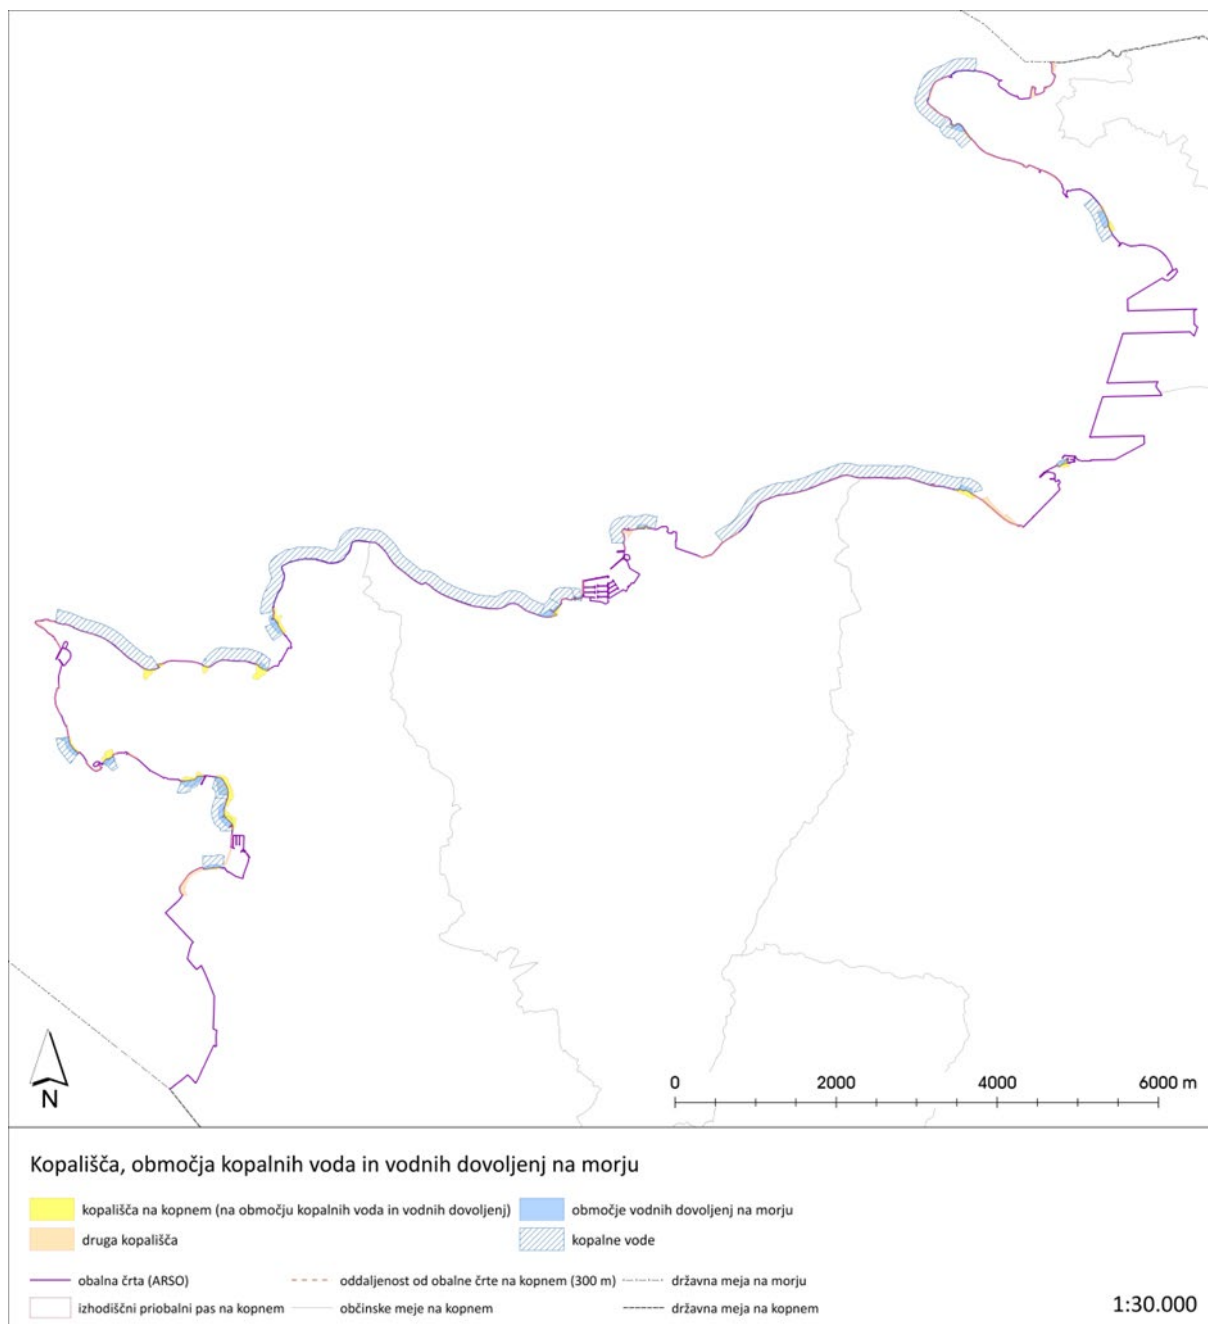 N
0 2000 4000 6000 m
Kopališča, območja kopalnih voda in vodnih dovoljenj na morju
kopališča na kopnem (na območju kopalnih voda in vodnih dovoljenj) območje vodnih dovoljenj na morju
druga kopališča kopalne vode
obalna črta (ARSO) oddaljenost od obalne črte na kopnem (300 m) državna meja na morju
izhodiščni priobalni pas na kopnem občinske meje na kopnem državna meja na kopnem
1:30.000